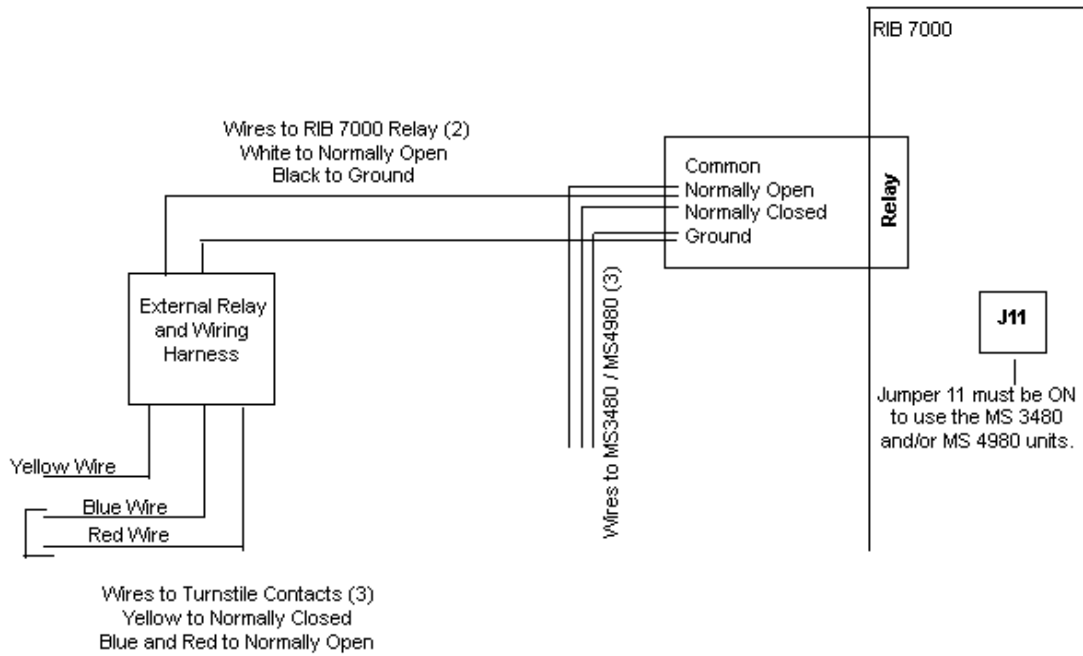 RIB 7000
Wires to RIB 7000 Relay (2)
White to Normally Open
Black to Ground
Common
Normally Open
Normally Closed
Ground
Relay
External Relay
and Wiring
Harness
Wires to MS3480 / MS4980 (3)
J11
Jumper 11 must be ON
to use the MS 3480
and/or MS 4980 units.
Yellow Wire
Blue Wire
Red Wire
Wires to Turnstile Contacts (3)
Yellow to Normally Closed
Blue and Red to Normally Open